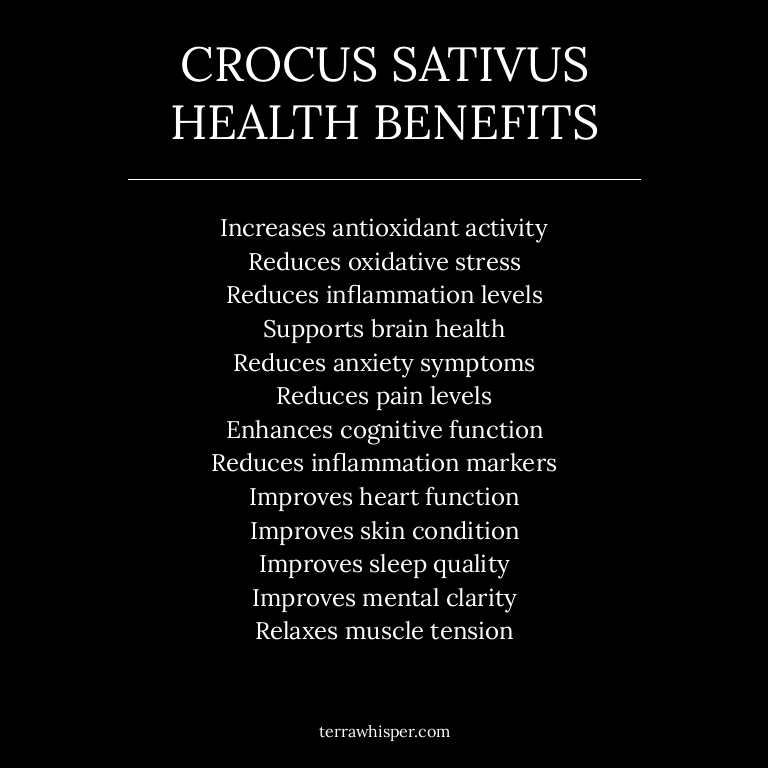 CROCUS SATIVUS
HEALTH BENEFITS
Increases antioxidant activity
Reduces oxidative stress
Reduces inflammation levels
Supports brain health
Reduces anxiety symptoms
Reduces pain levels
Enhances cognitive function
Reduces inflammation markers
Improves heart function
Improves skin condition
Improves sleep quality
Improves mental clarity
Relaxes muscle tension
terrawhisper.com